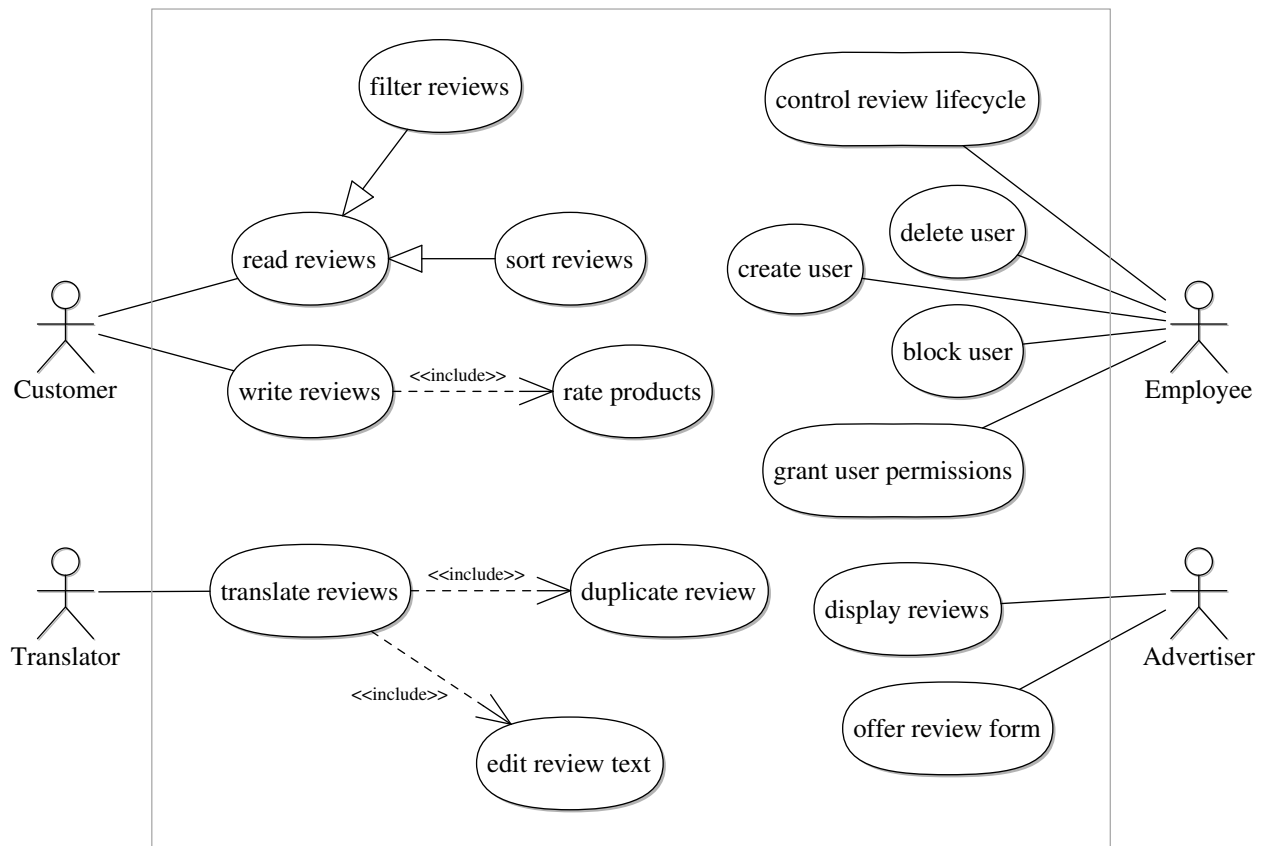 filter reviews
control review lifecycle
delete user
read reviews
sort reviews
create user
block user
Customer
write reviews
<<include>>
rate products
Employee
grant user permissions
translate reviews
<<include>>
duplicate review
display reviews
Translator
Advertiser
<<include>>
offer review form
edit review text